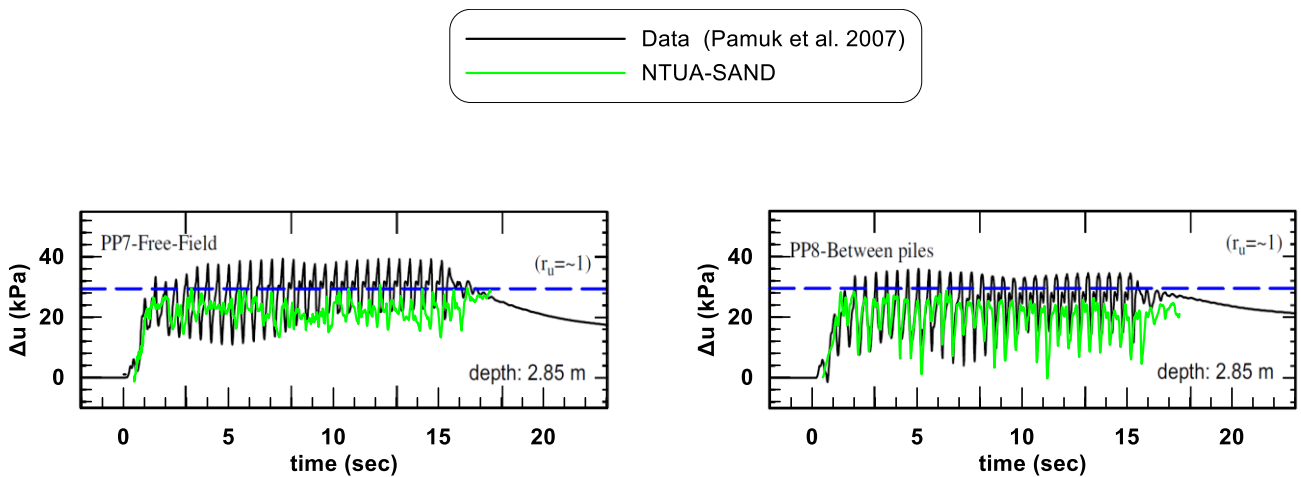 Data (Pamuk et al. 2007)
NTUA-SAND
PP7-Free-Field
(ru=~1)
depth: 2.85 m
Δu (kPa)
40
20
0
0 5 10 15 20
time (sec)
PP8-Between piles
(ru=~1)
depth: 2.85 m
Δu (kPa)
40
20
0
0 5 10 15 20
time (sec)